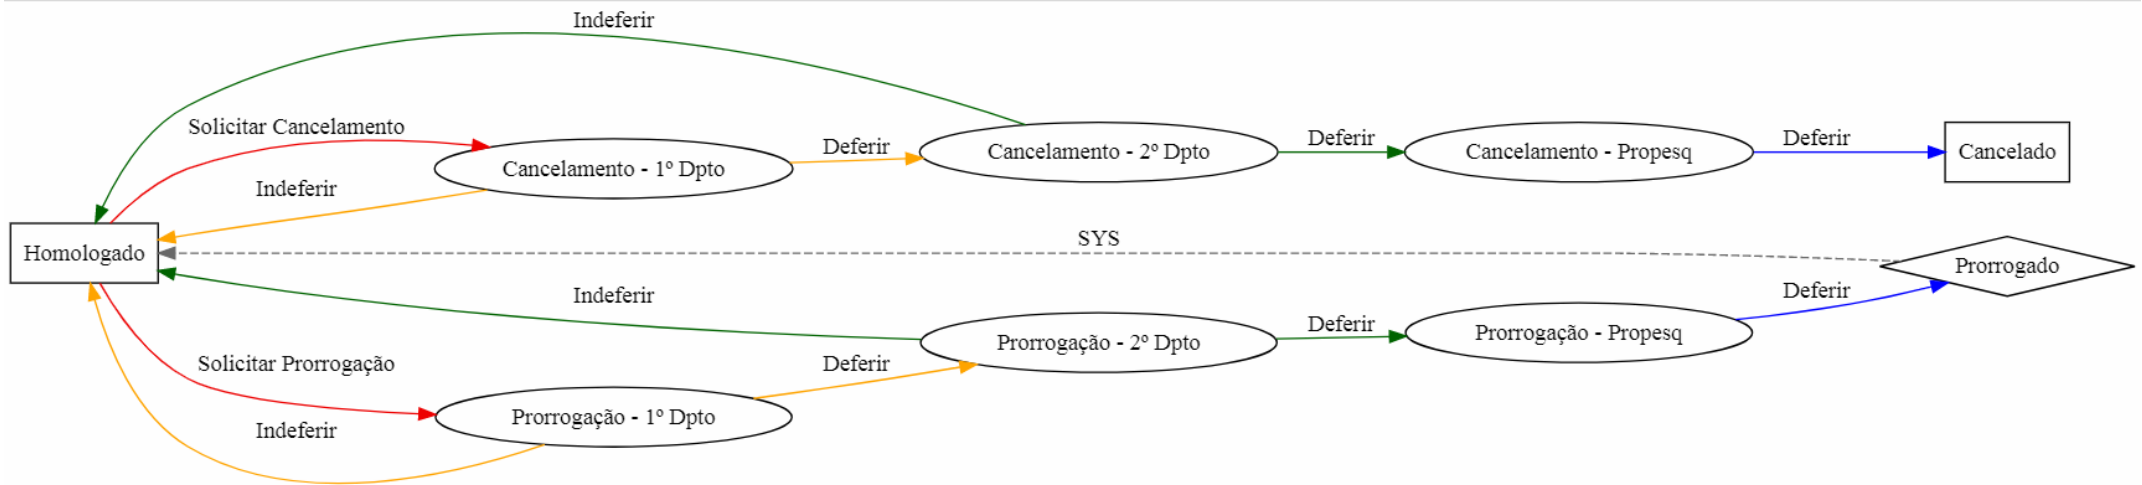 Indeferir
Solicitar Cancelamento
Deferir
Deferir
Deferir
Cancelamento - 1º Dpto
Cancelamento - 2º Dpto
Cancelamento - Propesq
Cancelado
Indeferir
Homologado
SYS
Prorrogado
Indeferir
Deferir
Deferir
Prorrogação - 2º Dpto
Prorrogação - Propesq
Solicitar Prorrogação
Deferir
Prorrogação - 1º Dpto
Indeferir